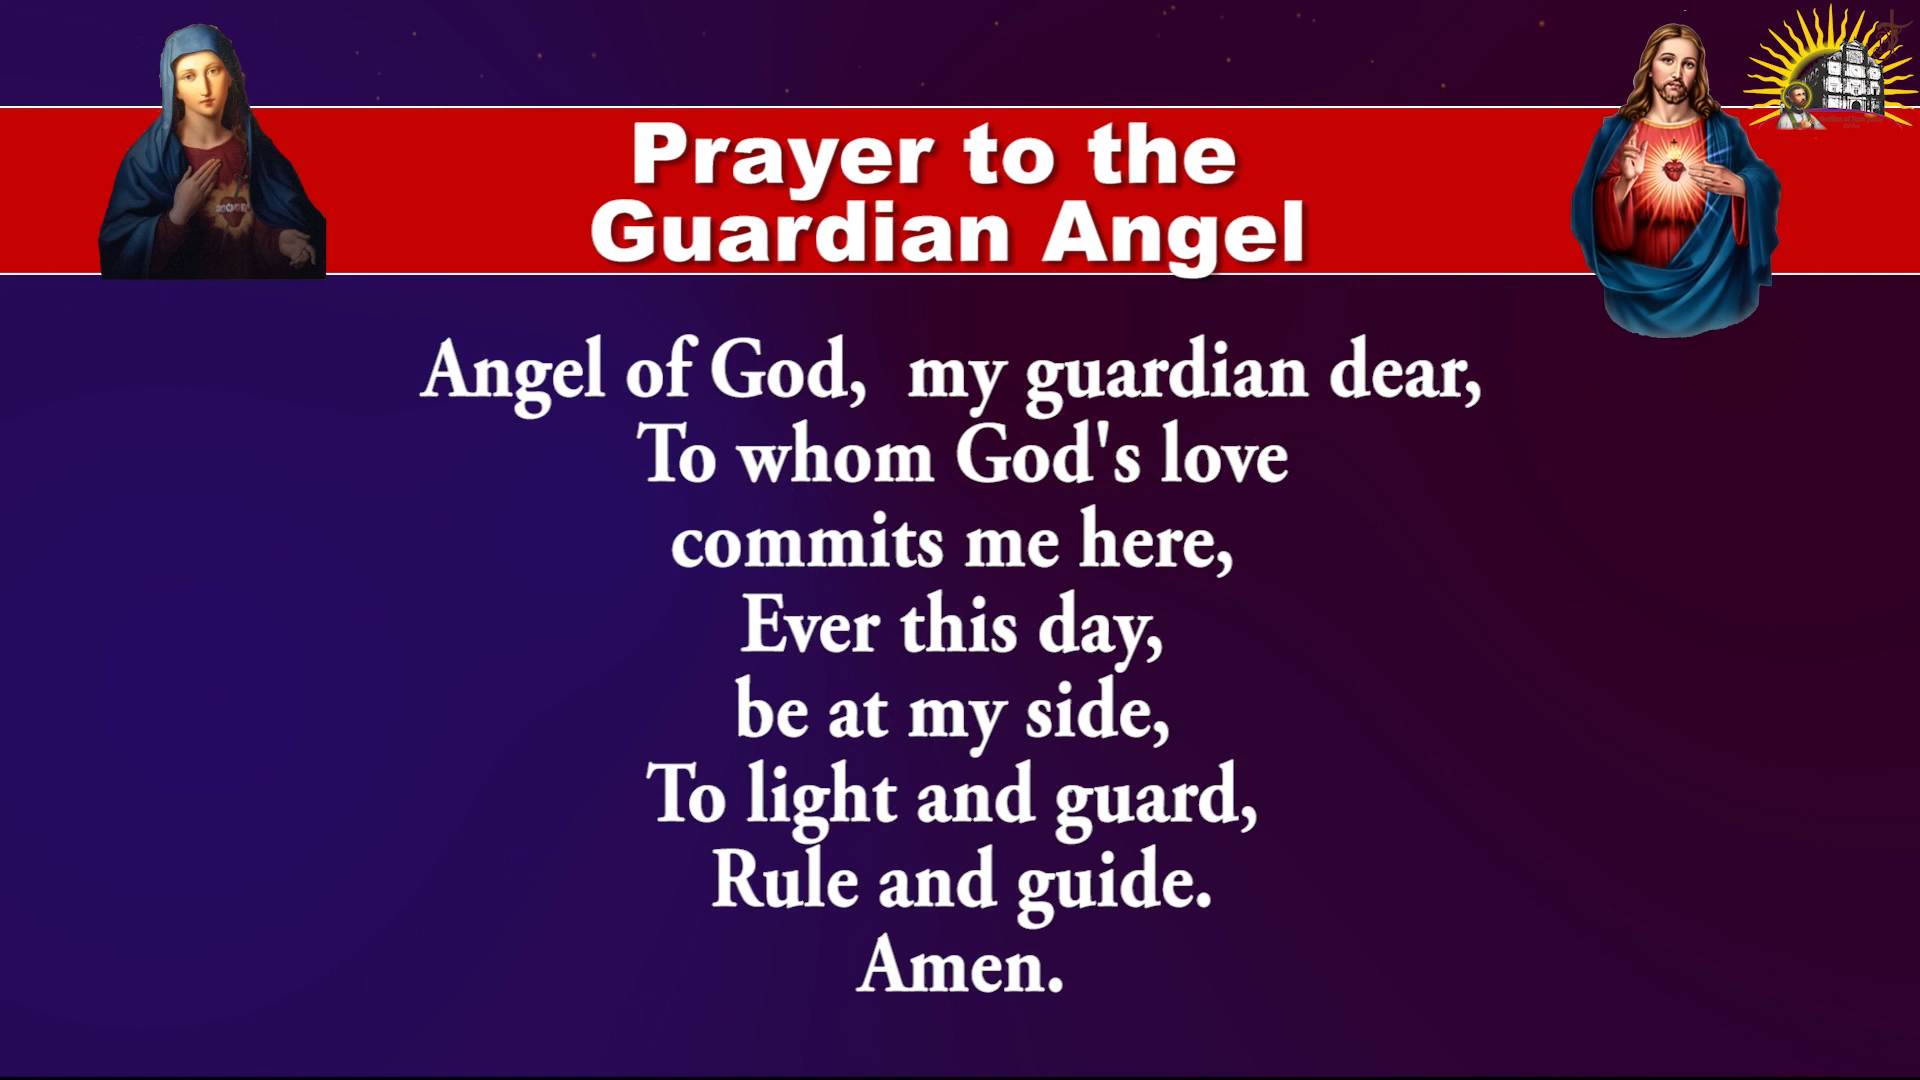 Prayer to the
Guardian Angel
Angel of God,  my guardian dear,
To whom God's love
commits me here,
Ever this day,
be at my side,
To light and guard,
Rule and guide.
Amen.